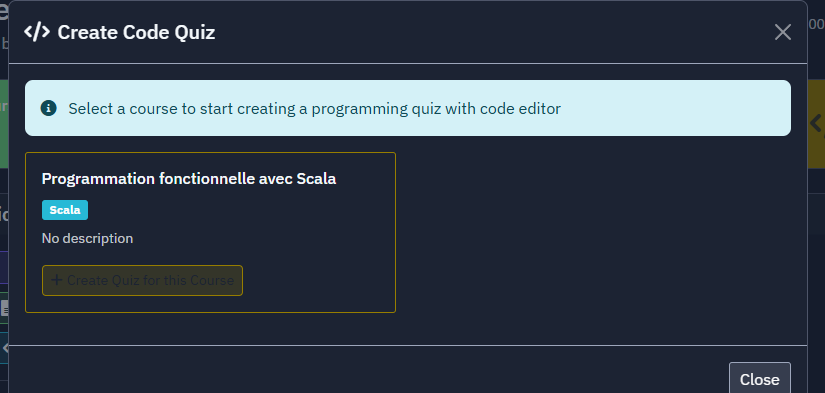 </> Create Code Quiz
Select a course to start creating a programming quiz with code editor
Programmation fonctionnelle avec Scala
Scala
No description
+ Create Quiz for this Course
Close